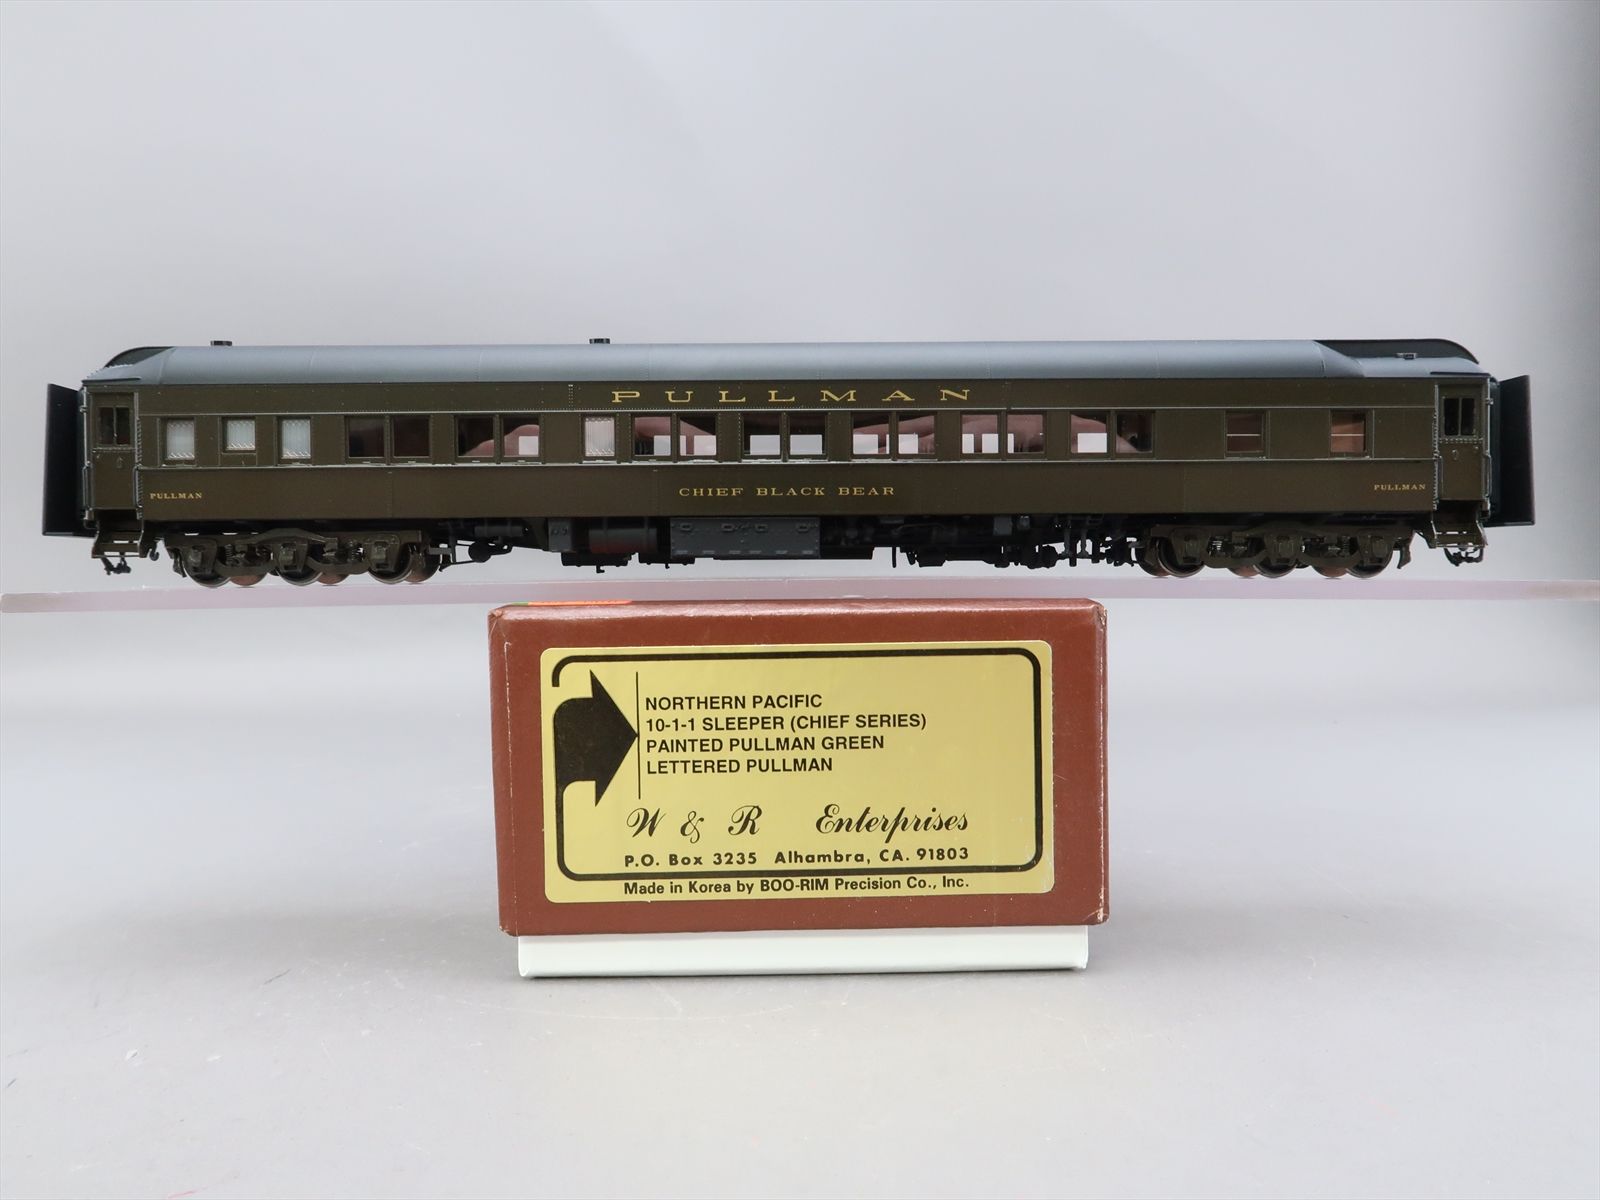 PULLMAN
PULLMAN
CHIEF BLACK BEAR
PULLMAN
NORTHERN PACIFIC
10-1-1 SLEEPER (CHIEF SERIES)
PAINTED PULLMAN GREEN
LETTERED PULLMAN
W & R Enterprises
P.O. Box 3235 Alhambra, CA. 91803
Made in Korea by BOO-RIM Precision Co., Inc.